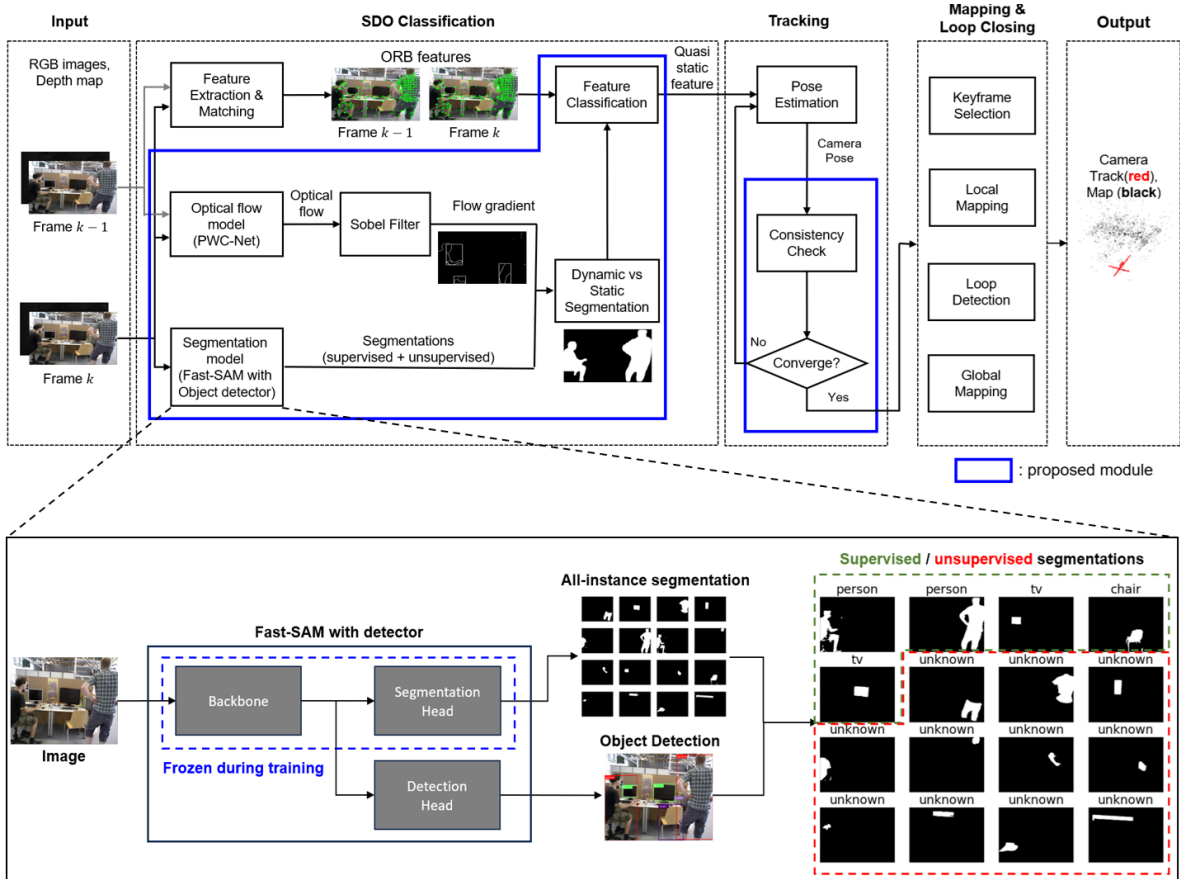 Input
SDO Classification
Tracking
Mapping &
Loop Closing
Output
RGB images,
Depth map
Frame k − 1
Frame k
Feature
Extraction &
Matching
ORB features
Frame k − 1
Frame k
Feature
Classification
Quasi
static
feature
Optical flow
model
(PWC-Net)
Optical
flow
Sobel Filter
Flow gradient
Dynamic vs
Static
Segmentation
Segmentation
model
(Fast-SAM with
Object detector)
Segmentations
(supervised + unsupervised)
Pose
Estimation
Camera
Pose
Consistency
Check
No
Converge?
Yes
Keyframe
Selection
Local
Mapping
Loop
Detection
Global
Mapping
Camera
Track(red),
Map (black)
: proposed module
Image
Fast-SAM with detector
Backbone
Segmentation
Head
Frozen during training
Detection
Head
All-instance segmentation
Object Detection
Supervised / unsupervised segmentations
person person tv chair
tv unknown unknown unknown
unknown unknown unknown unknown
unknown unknown unknown unknown